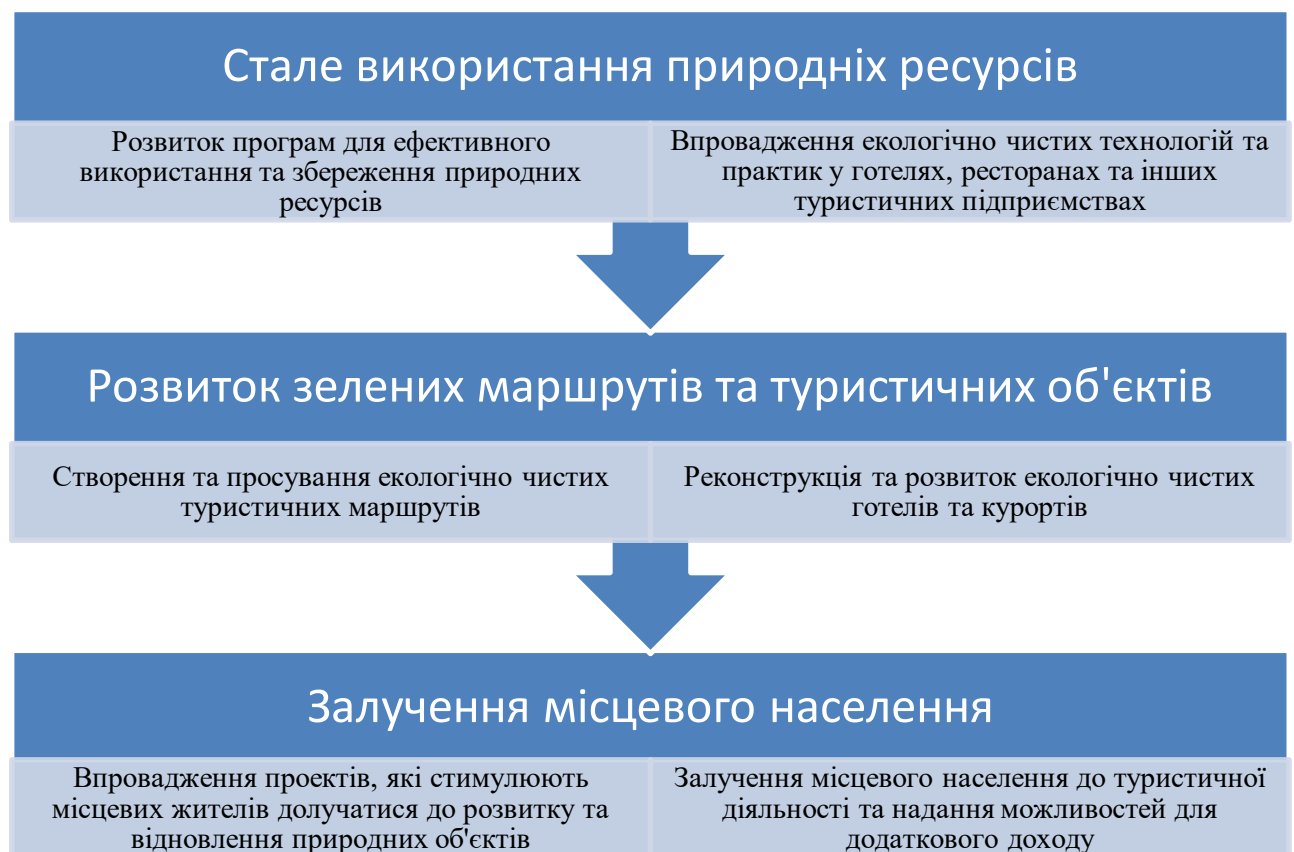 Стале використання природніх ресурсів
Розвиток програм для ефективного
використання та збереження природних
ресурсів
Впровадження екологічно чистих технологій та
практик у готелях, ресторанах та інших
туристичних підприємствах
Розвиток зелених маршрутів та туристичних об'єктів
Створення та просування екологічно чистих
туристичних маршрутів
Реконструкція та розвиток екологічно чистих
готелів та курортів
Залучення місцевого населення
Впровадження проектів, які стимулюють
місцевих жителів долучатися до розвитку та
відновлення природних об'єктів
Залучення місцевого населення до туристичної
діяльності та надання можливостей для
додаткового доходу